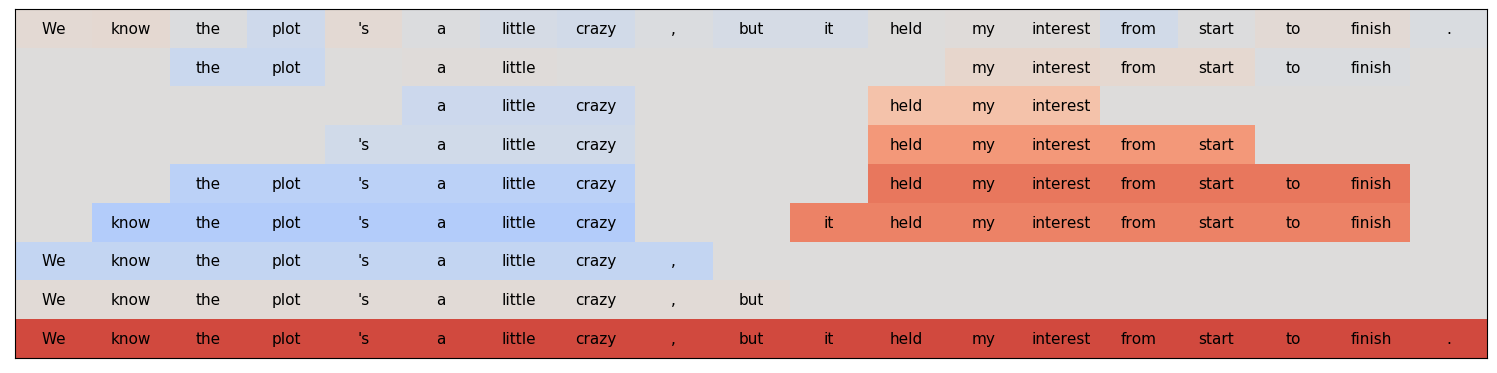 We know the plot 's a little crazy , but it held my interest from start to finish .
the plot a little my interest from start to finish
a little crazy held my interest
's a little crazy held my interest from start
the plot 's a little crazy held my interest from start to finish
know the plot 's a little crazy it held my interest from start to finish
We know the plot 's a little crazy ,
We know the plot 's a little crazy , but
We know the plot 's a little crazy , but it held my interest from start to finish .